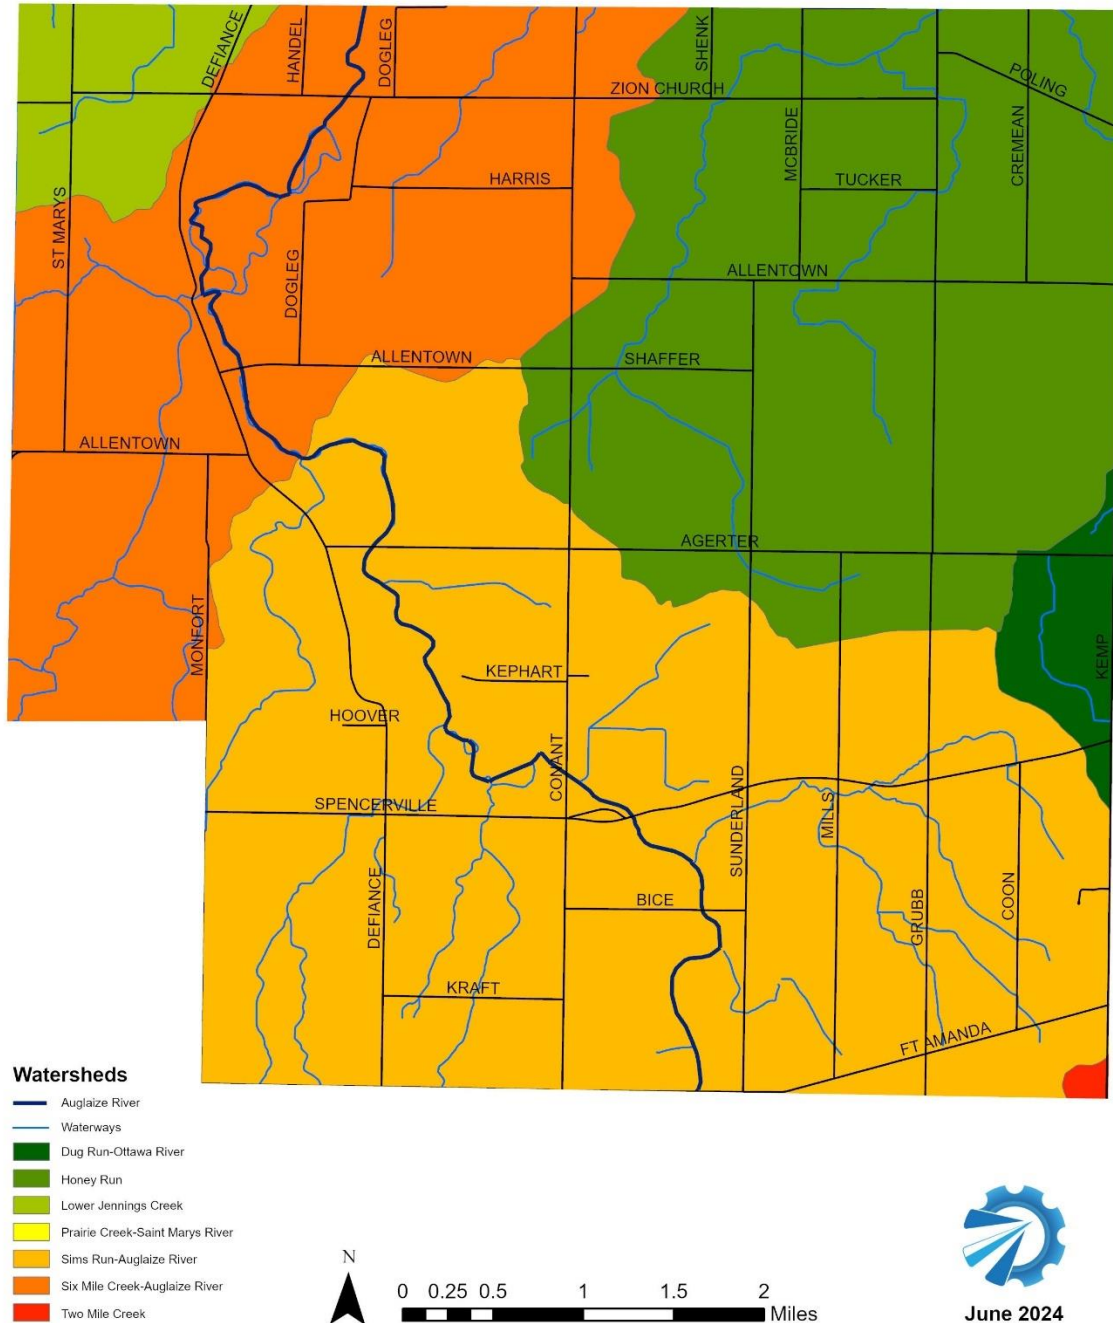 DEFIANCE
HANDEL
DOGLEG
SHENK
POLING
ZION CHURCH
MCBRIDE
CREMEAN
HARRIS
TUCKER
ST MARYS
DOGLEG
ALLENTOWN
ALLENTOWN
SHAFFER
ALLENTOWN
AGERTER
MONFORT
KEPHART
KEMP
HOOVER
CONANT
SPENCERVILLE
SUNDERLAND
MILLS
BICE
DEFIANCE
GRUBB
COON
KRAFT
FT AMANDA
Watersheds
Auglaize River
Waterways
Dug Run-Ottawa River
Honey Run
Lower Jennings Creek
Prairie Creek-Saint Marys River
Sims Run-Auglaize River
Six Mile Creek-Auglaize River
Two Mile Creek
N
0 0.25 0.5 1 1.5 2
Miles
June 2024